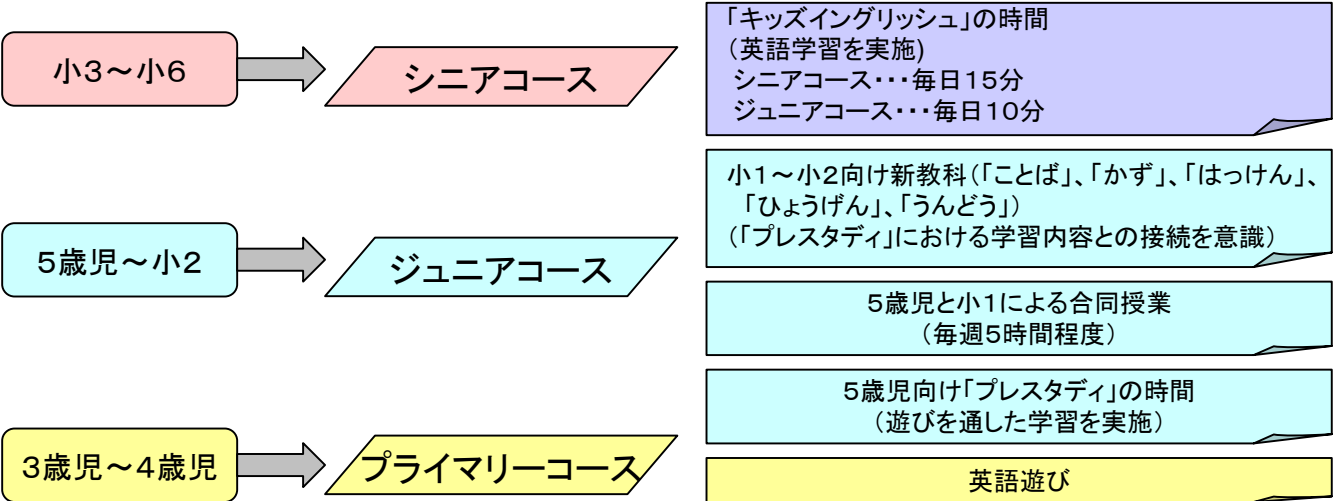 小3～小6
シニアコース
「キッズイングリッシュ」の時間
（英語学習を実施)
シニアコース・・・毎日15分
ジュニアコース・・・毎日10分
5歳児～小2
ジュニアコース
小1～小2向け新教科（「ことば」、「かず」、「はっけん」、
「ひょうげん」、「うんどう」）
（「プレスタディ」における学習内容との接続を意識）
5歳児と小1による合同授業
（毎週5時間程度）
5歳児向け「プレスタディ」の時間
（遊びを通した学習を実施）
3歳児～4歳児
プライマリーコース
英語遊び